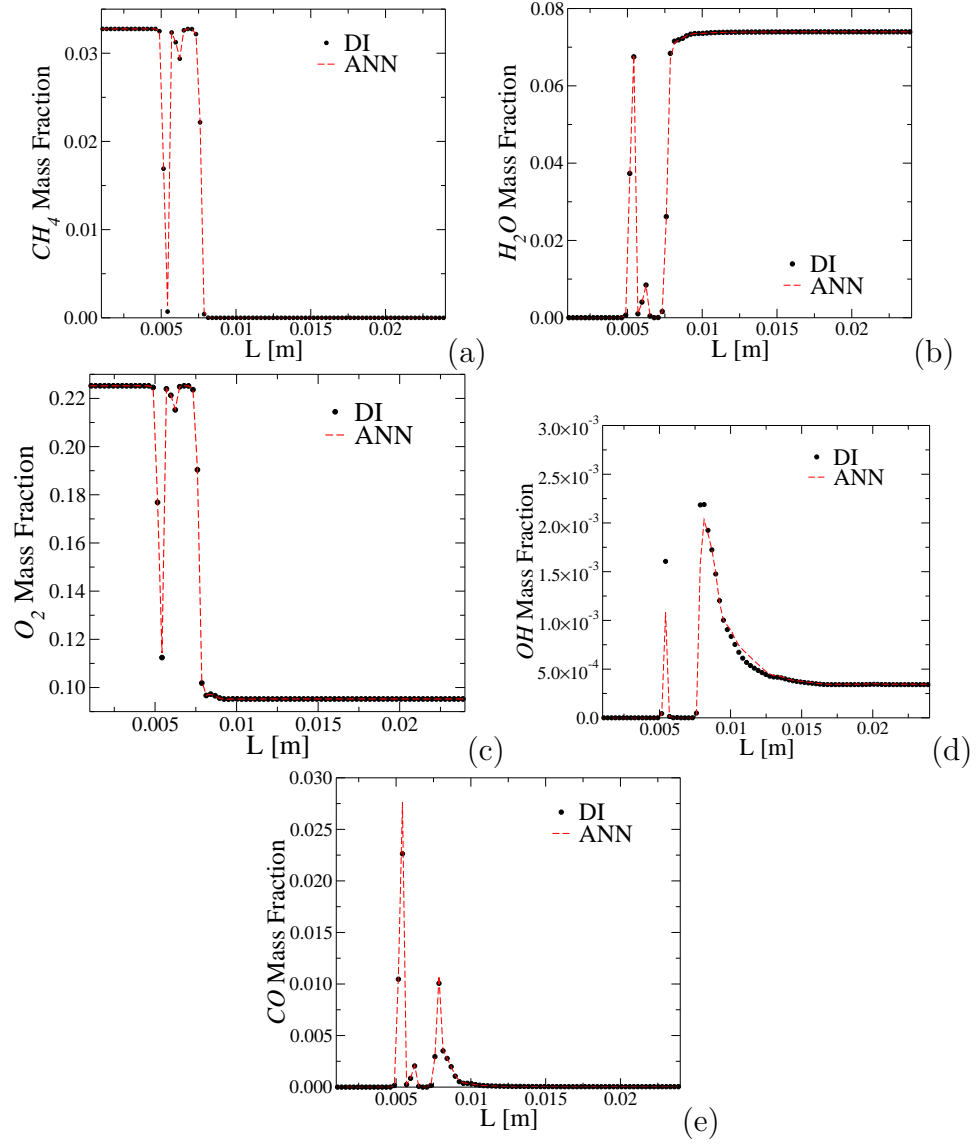 0.03
0.02
0.01
0.00
CH₄ Mass Fraction
DI
ANN
0.005
0.01
0.015
0.02
L [m]
(a)
0.08
0.06
0.04
0.02
0.00
H₂O Mass Fraction
DI
ANN
0.005
0.01
0.015
0.02
L [m]
(b)
0.22
0.20
0.18
0.16
0.14
0.12
0.10
O₂ Mass Fraction
DI
ANN
0.005
0.01
0.015
0.02
L [m]
(c)
3.0×10⁻³
2.5×10⁻³
2.0×10⁻³
1.5×10⁻³
1.0×10⁻³
5.0×10⁻⁴
0.0
OH Mass Fraction
DI
ANN
0.005
0.01
0.015
0.02
L [m]
(d)
0.030
0.025
0.020
0.015
0.010
0.005
0.000
CO Mass Fraction
DI
ANN
0.005
0.01
0.015
0.02
L [m]
(e)